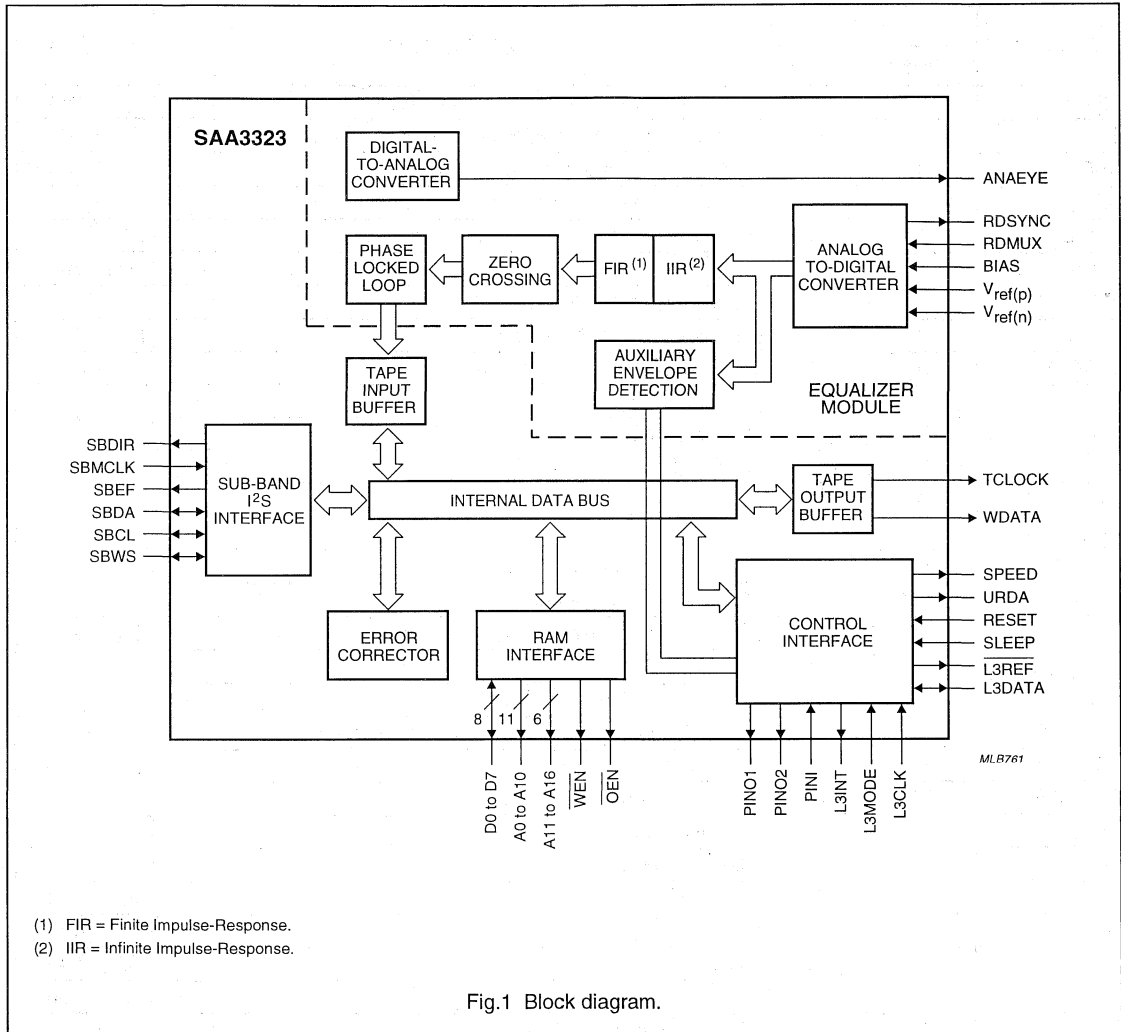 SAA3323
DIGITAL-
TO-ANALOG
CONVERTER
ANAEYE
PHASE
LOCKED
LOOP
ZERO
CROSSING
FIR (1)
IIR (2)
ANALOG
TO-DIGITAL
CONVERTER
RDSYNC
RDMUX
BIAS
Vref(p)
Vref(n)
TAPE
INPUT
BUFFER
AUXILIARY
ENVELOPE
DETECTION
EQUALIZER
MODULE
SBDIR
SBMCLK
SBEF
SBDA
SBCL
SBWS
SUB-BAND
I2S
INTERFACE
INTERNAL DATA BUS
TAPE
OUTPUT
BUFFER
TCLOCK
WDATA
ERROR
CORRECTOR
RAM
INTERFACE
CONTROL
INTERFACE
SPEED
URDA
RESET
SLEEP
L3REF
L3DATA
8
11
6
D0 to D7
A0 to A10
A11 to A16
WEN
OEN
PINO1
PINO2
PINI
L3INT
L3MODE
L3CLK
MLB761
(1) FIR = Finite Impulse-Response.
(2) IIR = Infinite Impulse-Response.
Fig.1 Block diagram.